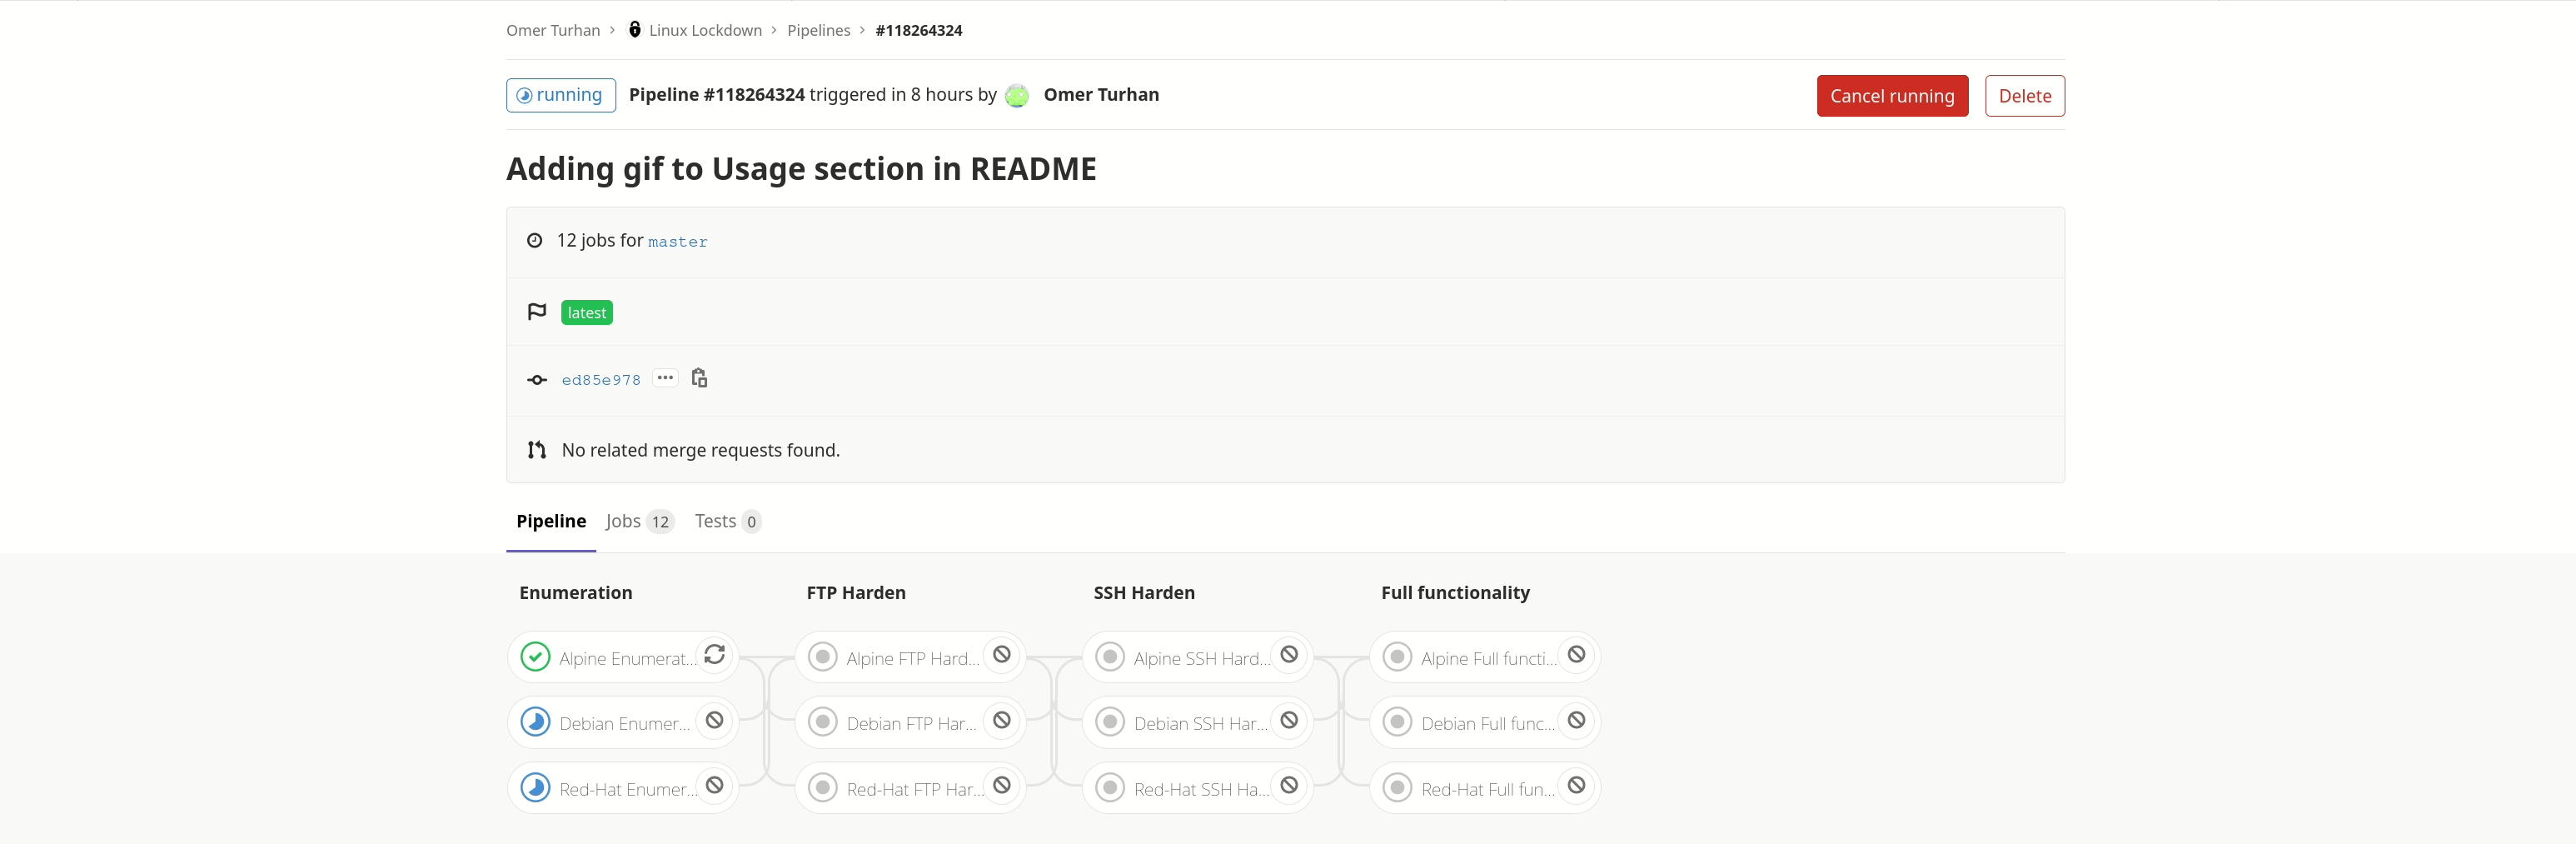 Omer Turhan > Linux Lockdown > Pipelines > #118264324
running Pipeline #118264324 triggered in 8 hours by Omer Turhan Cancel running Delete
Adding gif to Usage section in README
12 jobs for master
latest
ed85e978 ...
No related merge requests found.
Pipeline Jobs 12 Tests 0
Enumeration FTP Harden SSH Harden Full functionality
Alpine Enumerat... Alpine FTP Hard... Alpine SSH Hard... Alpine Full functi...
Debian Enumer... Debian FTP Har... Debian SSH Har... Debian Full func...
Red-Hat Enumer... Red-Hat FTP Har... Red-Hat SSH Ha... Red-Hat Full fun...